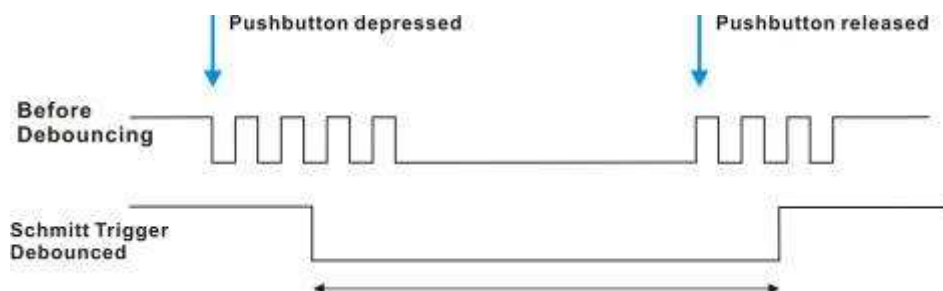 Pushbutton depressed
Pushbutton released
Before
Debouncing
Schmitt Trigger
Debounced